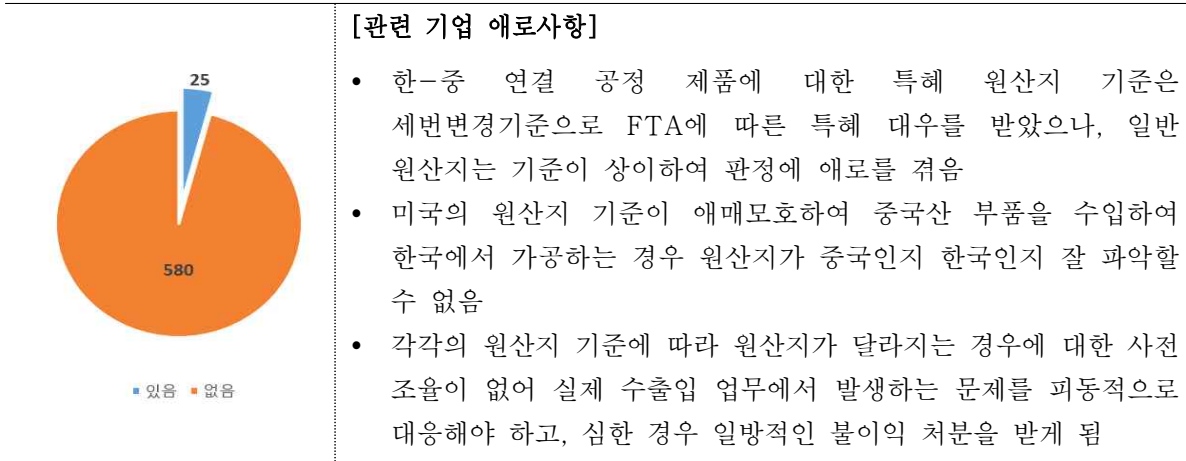 [관련 기업 애로사항]
25
580
■ 있음 ■ 없음
• 한-중 연결 공정 제품에 대한 특혜 원산지 기준은
세번변경기준으로 FTA에 따른 특혜 대우를 받았으나, 일반
원산지는 기준이 상이하여 판정에 애로를 겪음
• 미국의 원산지 기준이 애매모호하여 중국산 부품을 수입하여
한국에서 가공하는 경우 원산지가 중국인지 한국인지 잘 파악할
수 없음
• 각각의 원산지 기준에 따라 원산지가 달라지는 경우에 대한 사전
조율이 없어 실제 수출입 업무에서 발생하는 문제를 피동적으로
대응해야 하고, 심한 경우 일방적인 불이익 처분을 받게 됨